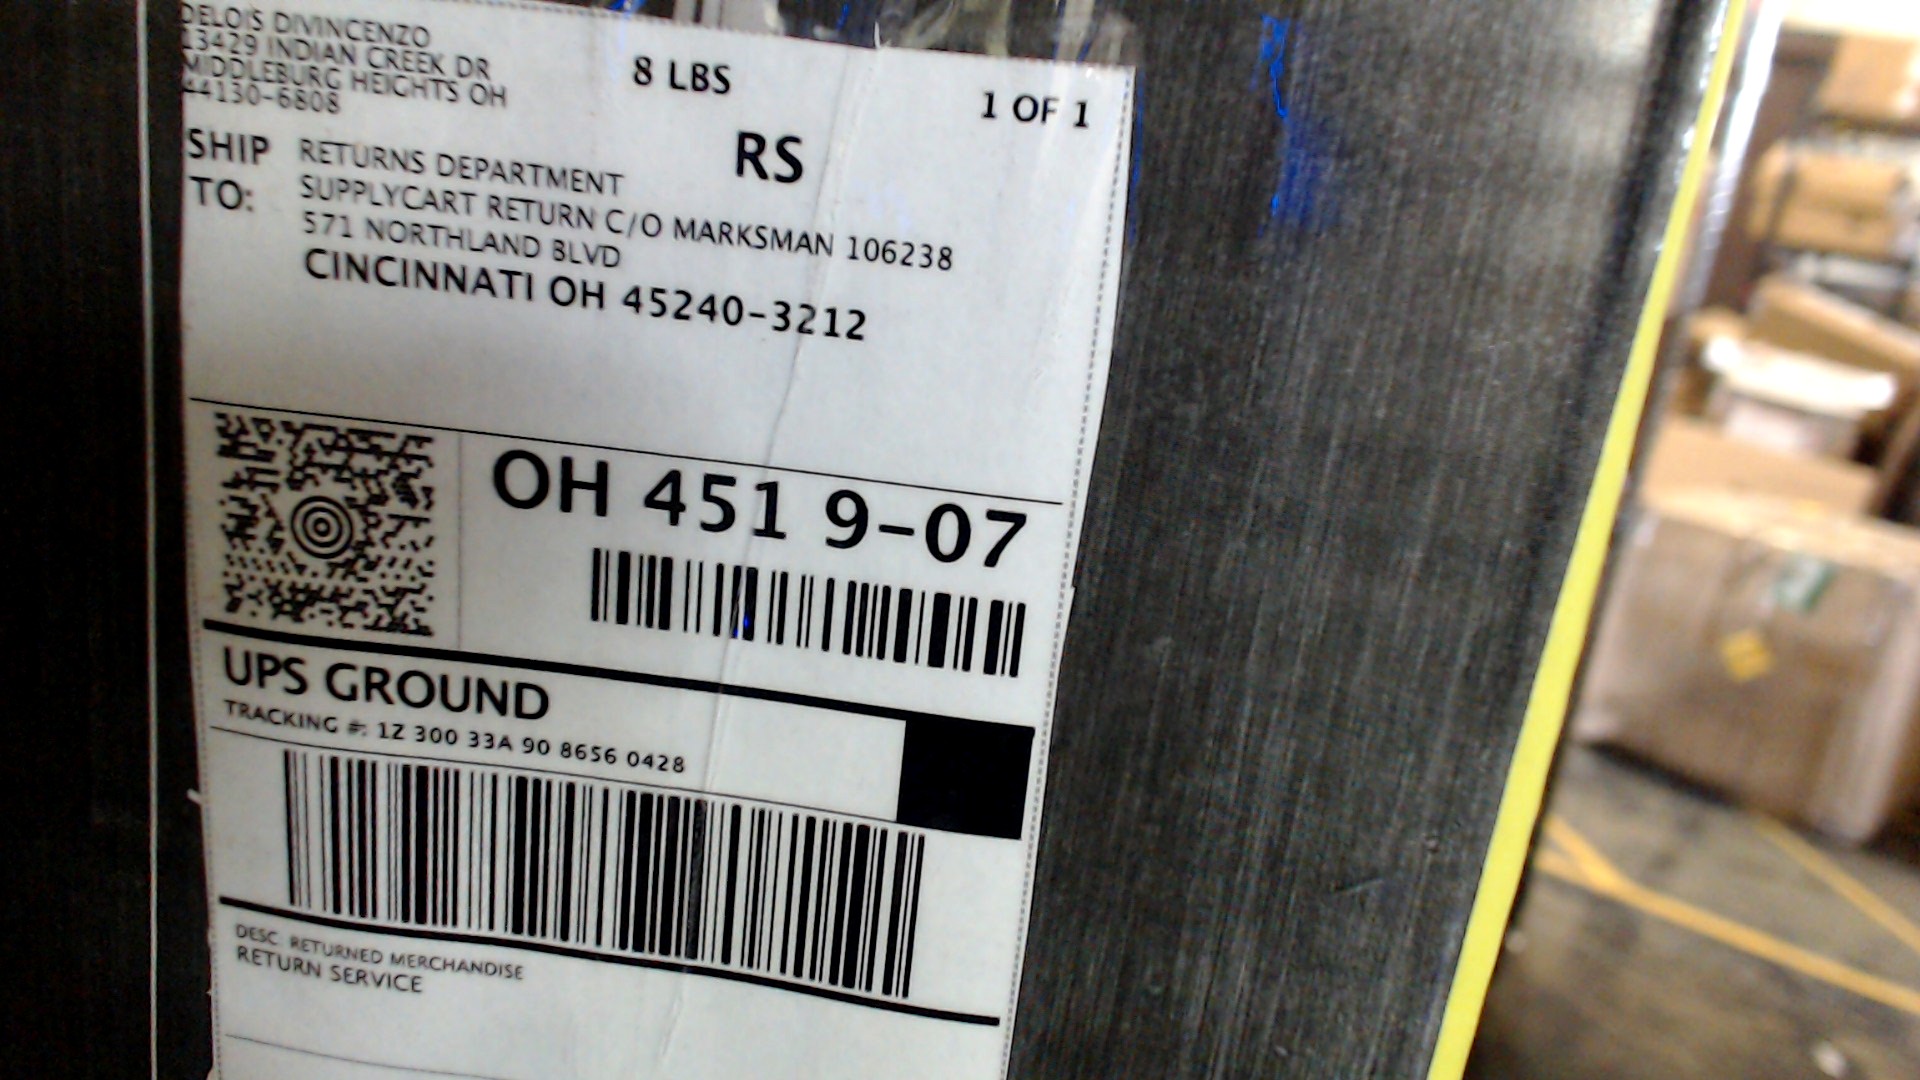 DELOIS DIVINCENZO
13429 INDIAN CREEK DR
MIDDLEBURG HEIGHTS OH
44130-6808
8 LBS
1 OF 1
RS
SHIP TO:
RETURNS DEPARTMENT
SUPPLYCART RETURN C/O MARKSMAN 106238
571 NORTHLAND BLVD
CINCINNATI OH 45240-3212
OH 451 9-07
UPS GROUND
TRACKING #: 1Z 300 33A 90 8656 0428
DESC: RETURNED MERCHANDISE
RETURN SERVICE